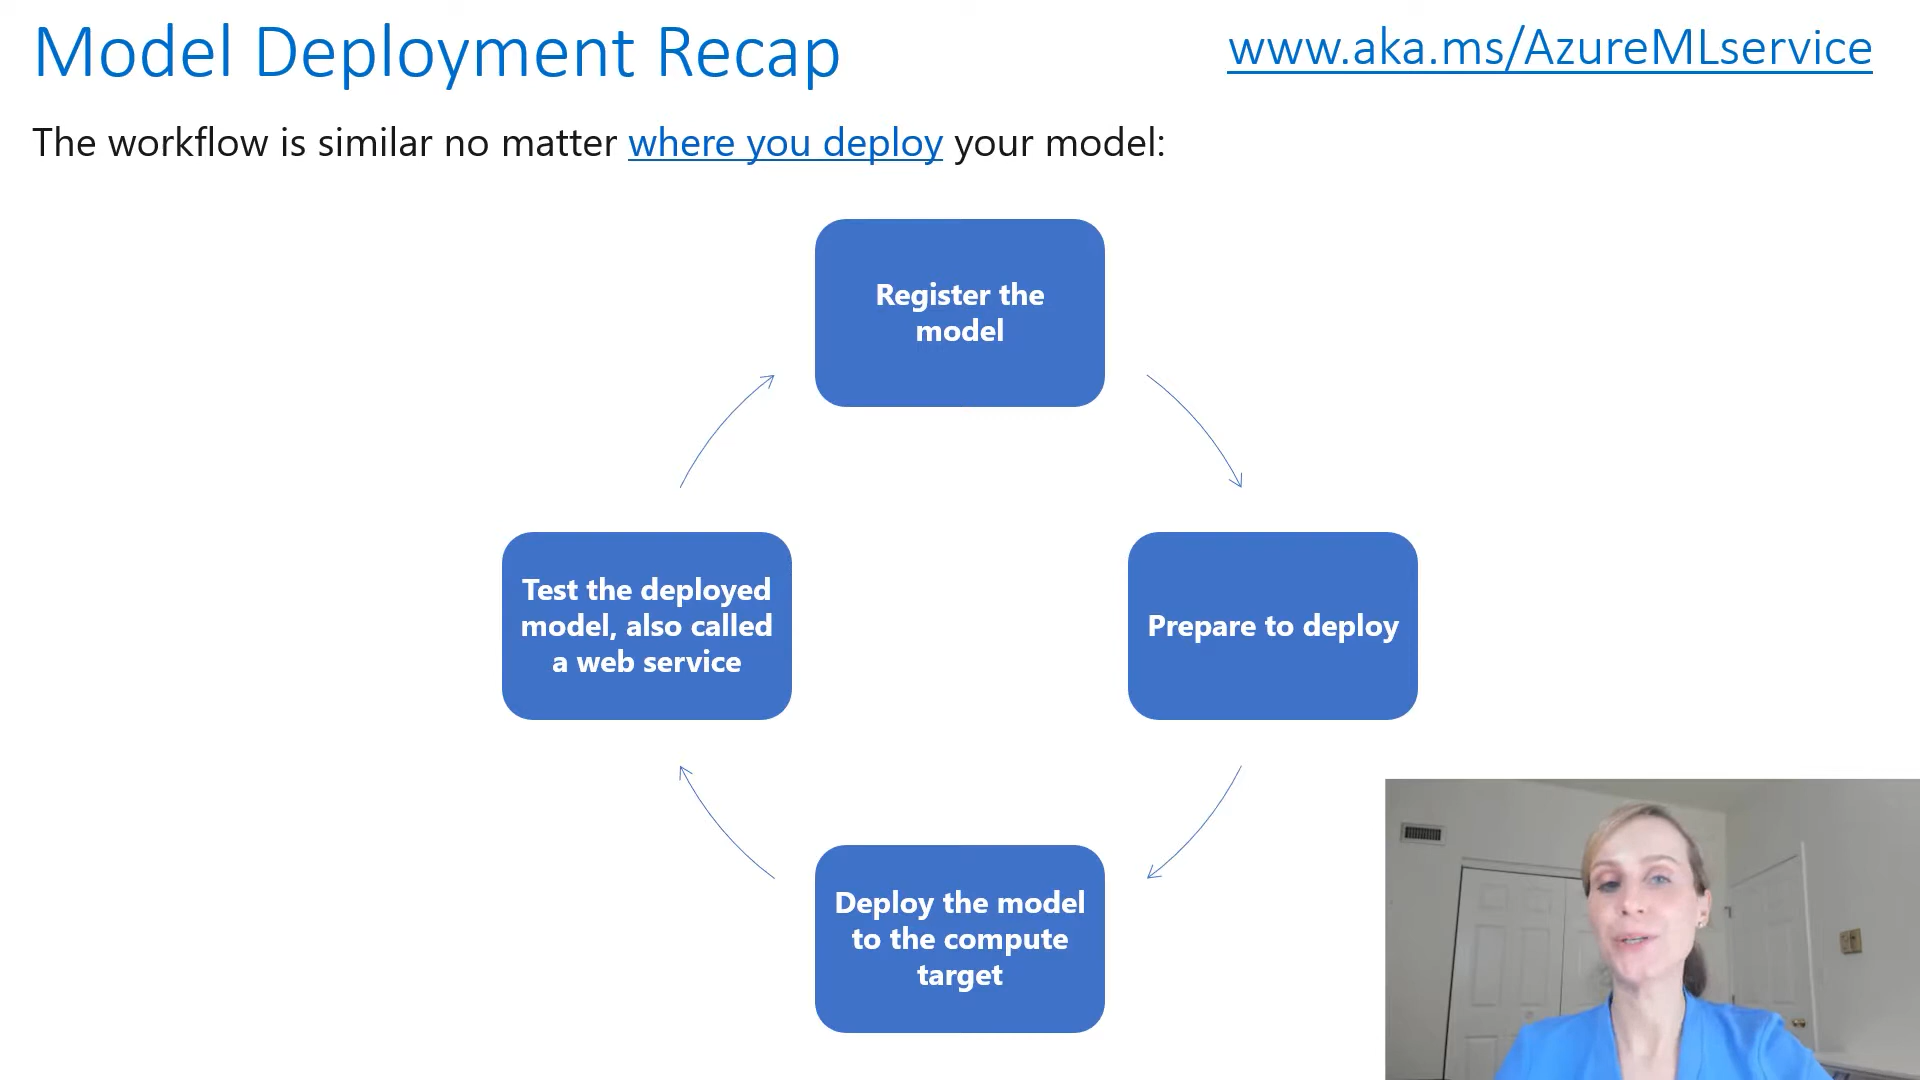 Model Deployment Recap
www.aka.ms/AzureMLservice
The workflow is similar no matter where you deploy your model:
Register the
model
Prepare to deploy
Deploy the model
to the compute
target
Test the deployed
model, also called
a web service